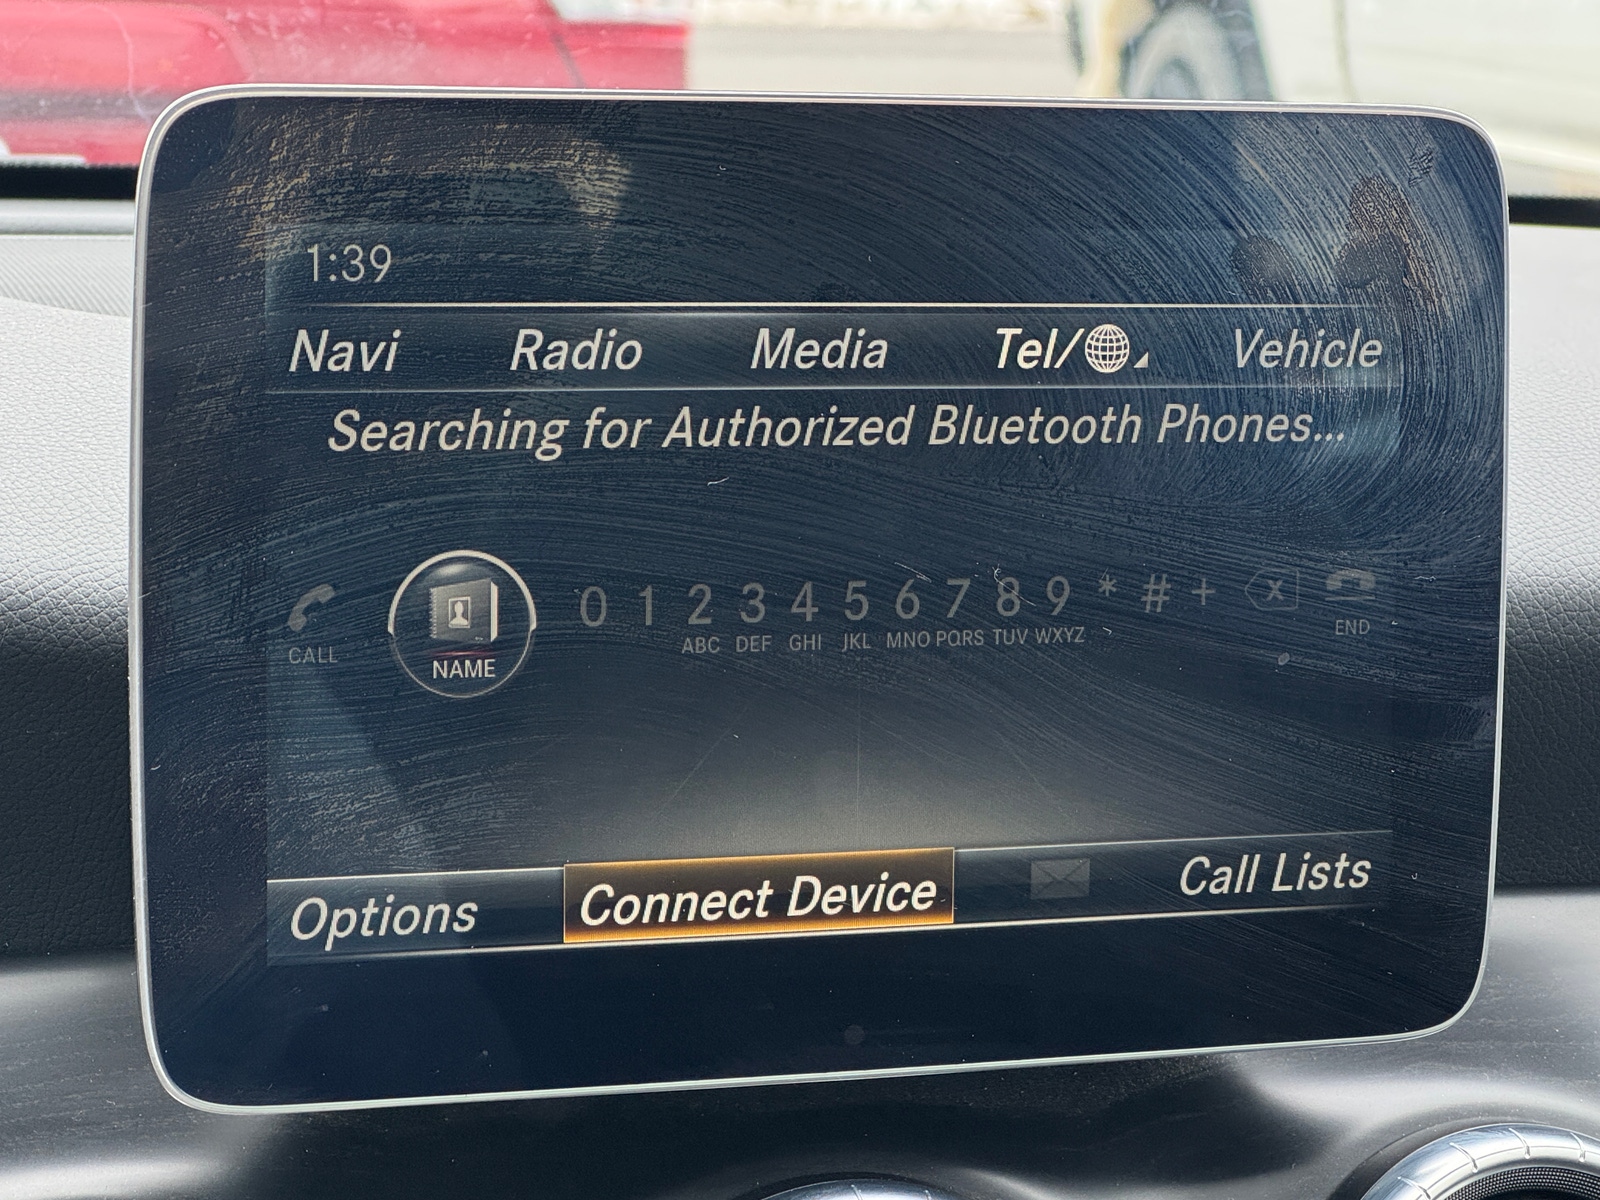 1:39
Navi Radio Media Tel/ Vehicle
Searching for Authorized Bluetooth Phones...
0 1 2 3 4 5 6 7 8 9 * # + X
ABC DEF GHI JKL MNO PQRS TUV WXYZ
CALL NAME END
Options Connect Device Call Lists